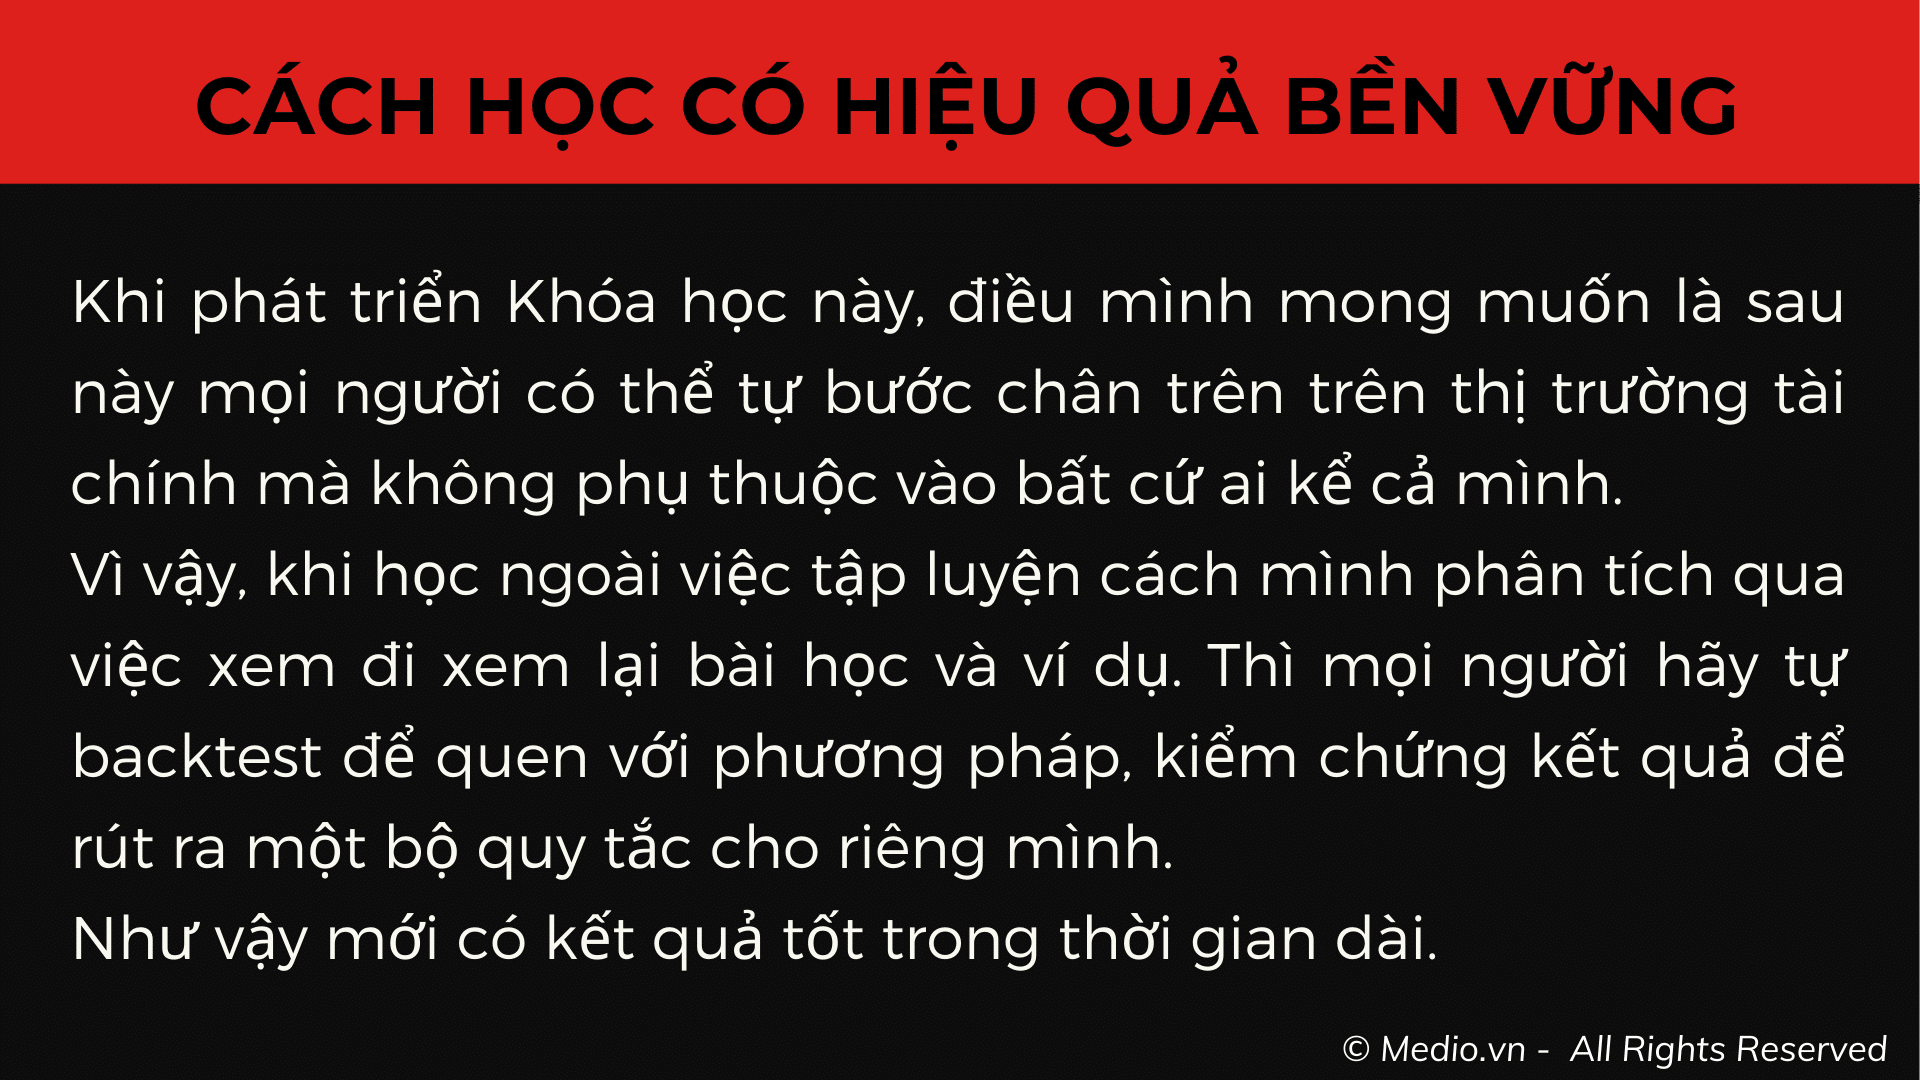 CÁCH HỌC CÓ HIỆU QUẢ BỀN VỮNG
Khi phát triển Khóa học này, điều mình mong muốn là sau
này mọi người có thể tự bước chân trên trên thị trường tài
chính mà không phụ thuộc vào bất cứ ai kể cả mình.
Vì vậy, khi học ngoài việc tập luyện cách mình phân tích qua
việc xem đi xem lại bài học và ví dụ. Thì mọi người hãy tự
backtest để quen với phương pháp, kiểm chứng kết quả để
rút ra một bộ quy tắc cho riêng mình.
Như vậy mới có kết quả tốt trong thời gian dài.
© Medio.vn - All Rights Reserved